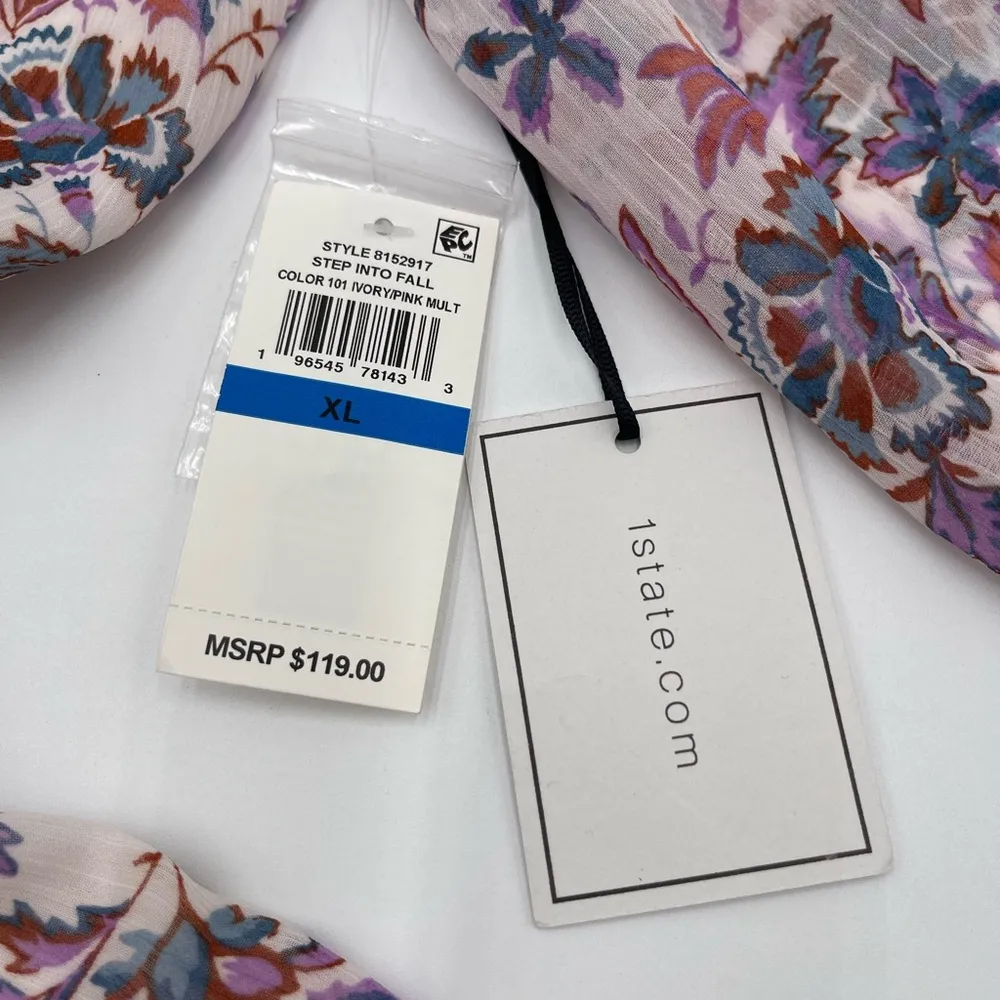 EPC™
STYLE 8152917
STEP INTO FALL
COLOR 101 IVORY/PINK MULT
1 96545 78143 3
XL
MSRP $119.00
1state.com